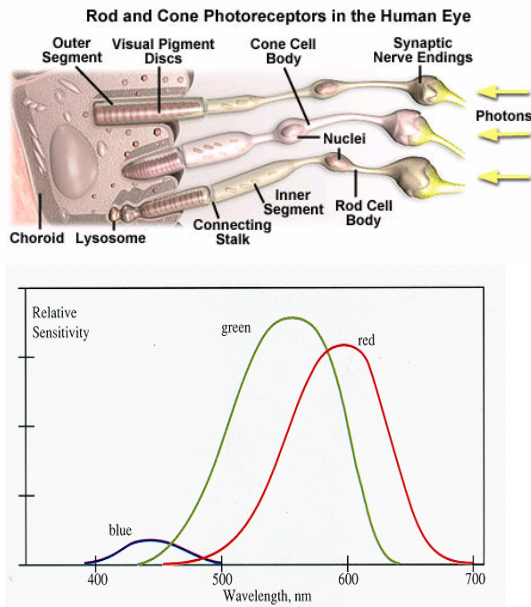 Rod and Cone Photoreceptors in the Human Eye
Outer
Segment
Visual Pigment
Discs
Cone Cell
Body
Synaptic
Nerve Endings
Photons
Nuclei
Choroid
Lysosome
Connecting
Stalk
Inner
Segment
Rod Cell
Body
Relative
Sensitivity
green
red
blue
400
500
600
700
Wavelength, nm